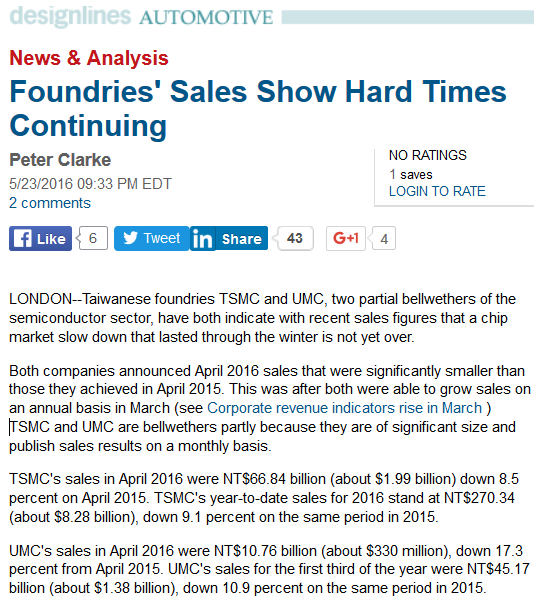 designlines AUTOMOTIVE
News & Analysis
Foundries' Sales Show Hard Times
Continuing
Peter Clarke
5/23/2016 09:33 PM EDT
2 comments
NO RATINGS
1 saves
LOGIN TO RATE
Like 6 Tweet in Share 43 G+1 4
LONDON--Taiwanese foundries TSMC and UMC, two partial bellwethers of the
semiconductor sector, have both indicate with recent sales figures that a chip
market slow down that lasted through the winter is not yet over.
Both companies announced April 2016 sales that were significantly smaller than
those they achieved in April 2015. This was after both were able to grow sales on
an annual basis in March (see Corporate revenue indicators rise in March )
TSMC and UMC are bellwethers partly because they are of significant size and
publish sales results on a monthly basis.
TSMC's sales in April 2016 were NT$66.84 billion (about $1.99 billion) down 8.5
percent on April 2015. TSMC's year-to-date sales for 2016 stand at NT$270.34
(about $8.28 billion), down 9.1 percent on the same period in 2015.
UMC's sales in April 2016 were NT$10.76 billion (about $330 million), down 17.3
percent from April 2015. UMC's sales for the first third of the year were NT$45.17
billion (about $1.38 billion), down 10.9 percent on the same period in 2015.